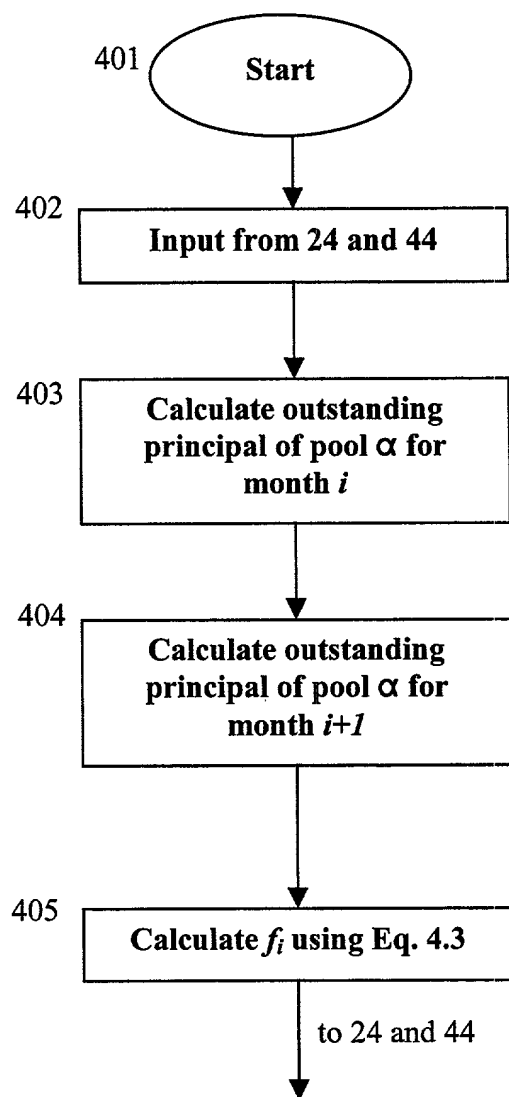 401
Start
402
Input from 24 and 44
403
Calculate outstanding
principal of pool α for
month i
404
Calculate outstanding
principal of pool α for
month i+1
405
Calculate fi using Eq. 4.3
to 24 and 44